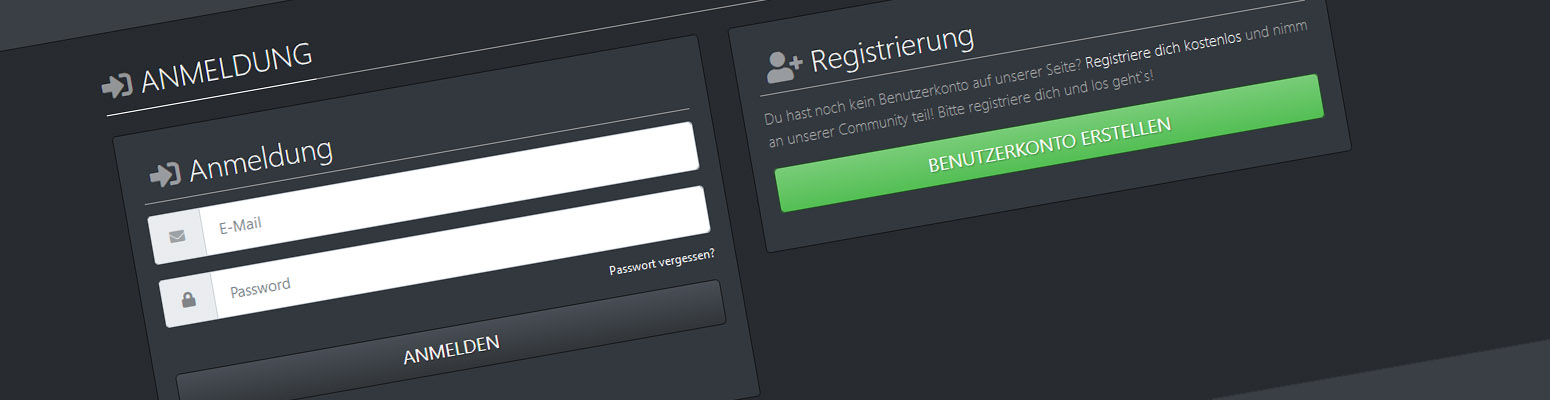 ANMELDUNG
Anmeldung
E-Mail
Password
Passwort vergessen?
ANMELDEN
Registrierung
Du hast noch kein Benutzerkonto auf unserer Seite? Registriere dich kostenlos und nimm
an unserer Community teil! Bitte registriere dich und los geht`s!
BENUTZERKONTO ERSTELLEN